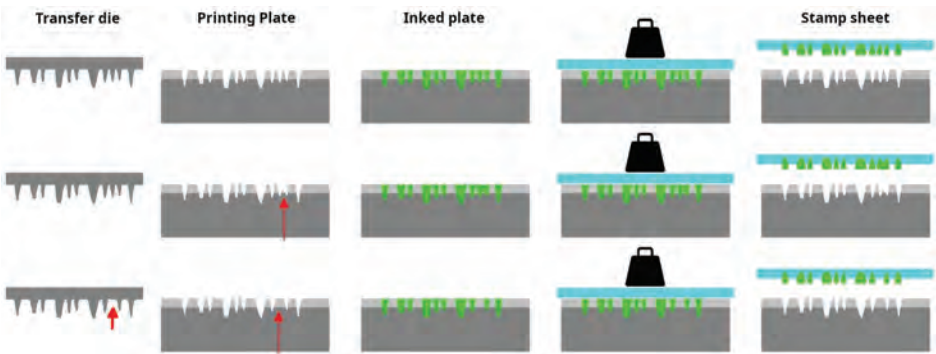 Transfer die
Printing Plate
Inked plate
Stamp sheet